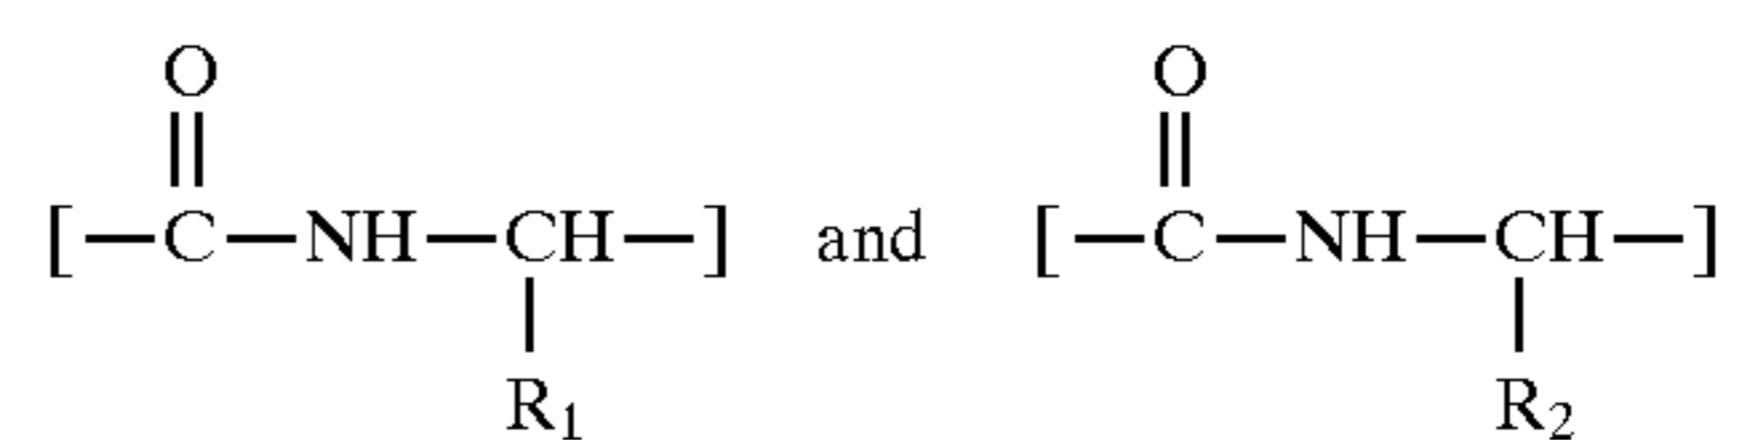 O O
[—C—NH—CH—] and [—C—NH—CH—]
R₁ R₂